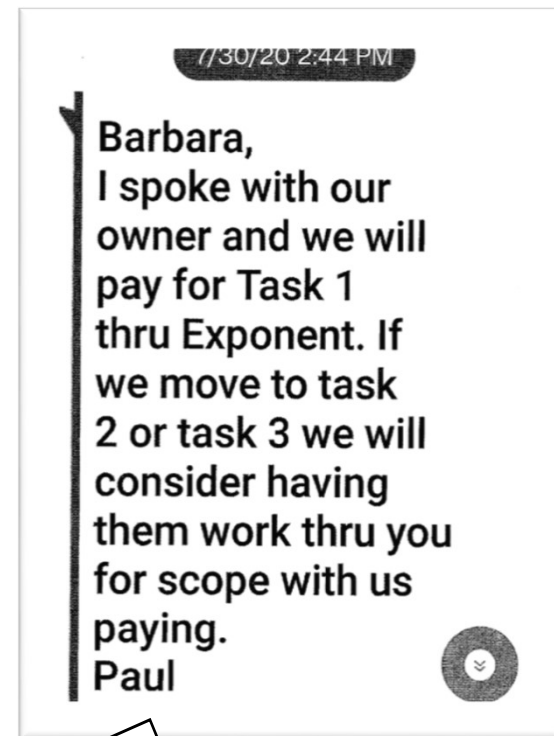 7/30/20 2:44 PM
Barbara,
I spoke with our
owner and we will
pay for Task 1
thru Exponent. If
we move to task
2 or task 3 we will
consider having
them work thru you
for scope with us
paying.
Paul